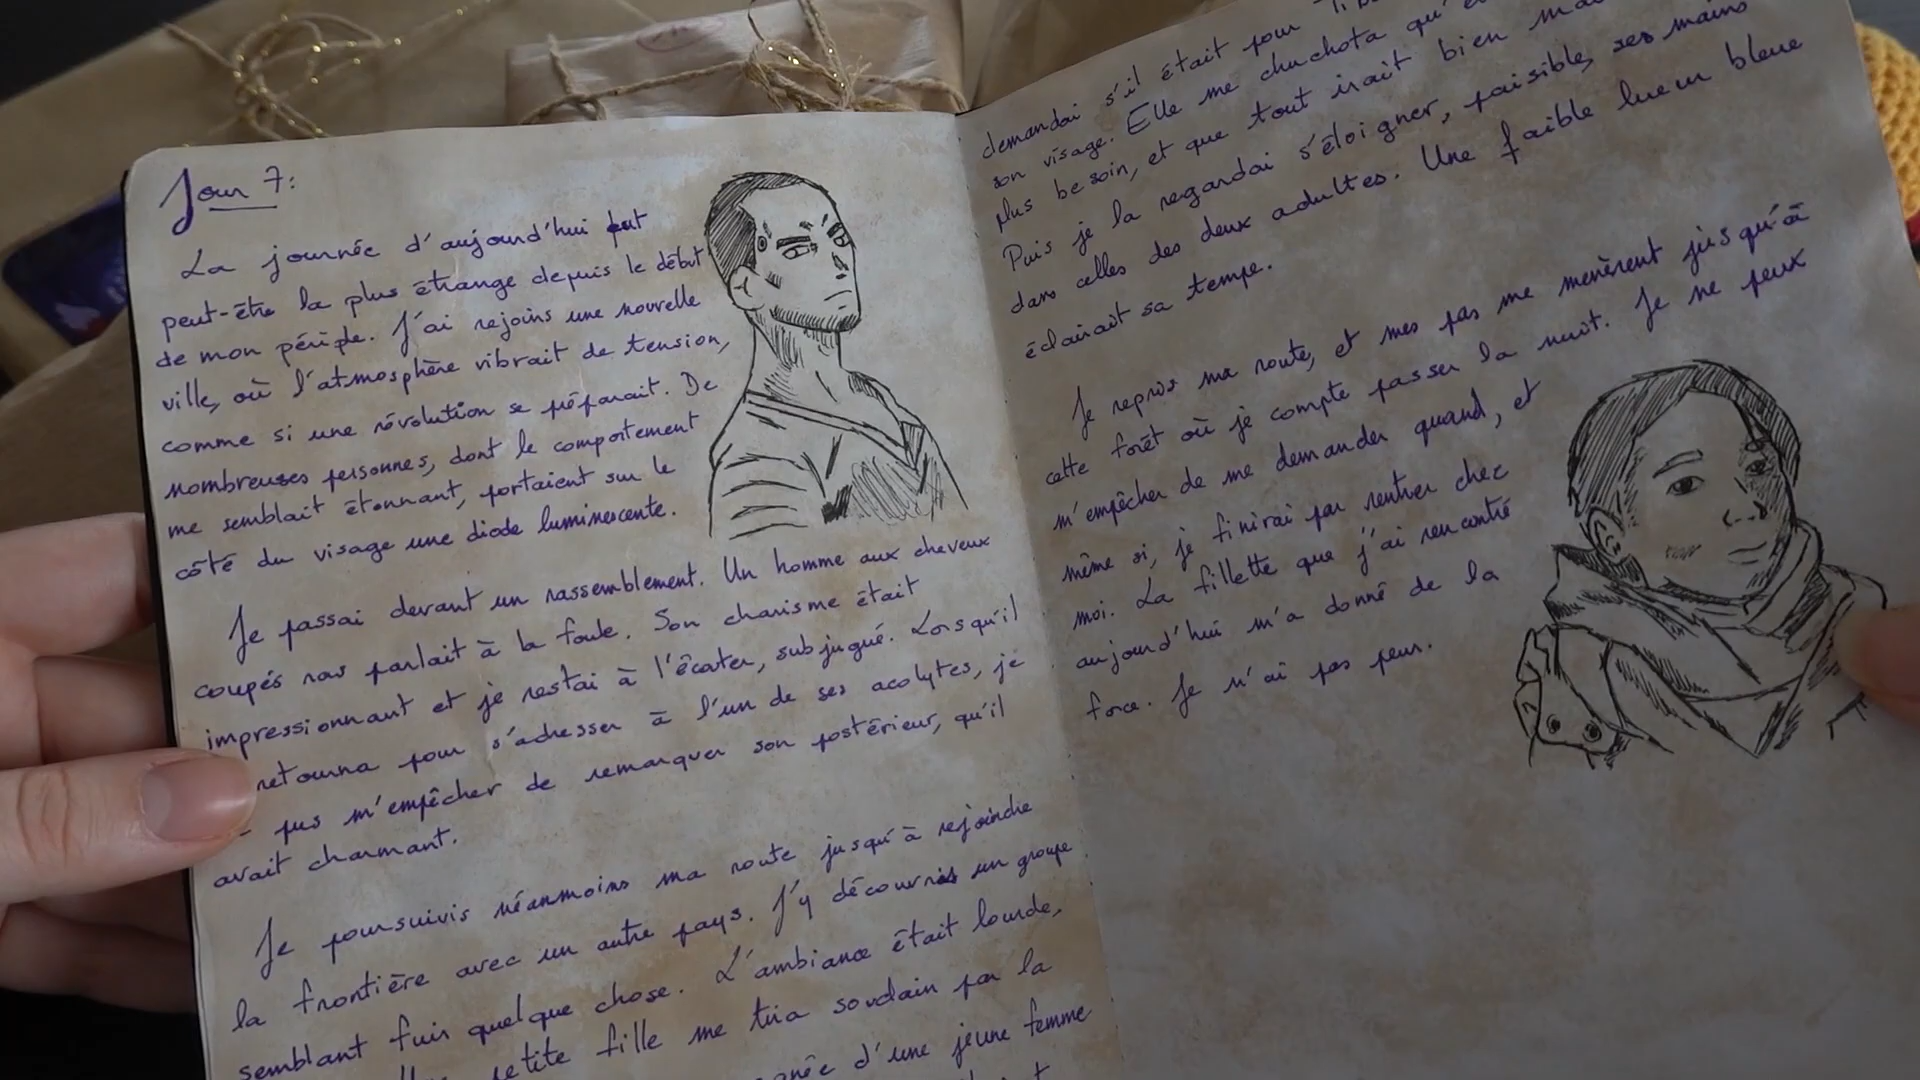 Jour 7:
La journée d'aujourd'hui fut
peut-être la plus étrange depuis le début
de mon périple. J'ai rejoins une nouvelle
ville, où l'atmosphère vibrait de tension,
comme si une révolution se préparait. De
nombreuses personnes, dont le comportement
me semblait étonnant, portaient sur le
côté du visage une diode luminescente.
Je passai devant un rassemblement. Un homme aux cheveux
coupés ras parlait à la foule. Son charisme était
impressionnant et je restai à l'écouter, subjugué. Lorsqu'il
retourna pour s'adresser à l'un de ses acolytes, je
pus m'empêcher de remarquer son postérieur, qu'il
avait charmant.
Je poursuivis néanmoins ma route jusqu'à rejoindre
la frontière avec un autre pays. J'y découvris un groupe
semblant fuir quelque chose. L'ambiance était lourde,
petite fille me tira soudain par la
d'une jeune femme
demandai s'il était pour
son visage. Elle me chuchota qu'
plus besoin, et que tout irait bien
Puis je la regardai s'éloigner, paisible, ses mains
dans celles des deux adultes. Une faible lueur bleue
éclairait sa tempe.
Je repris ma route, et mes pas me menèrent jusqu'à
cette forêt où je compte passer la nuit. Je ne peux
m'empêcher de me demander quand, et
même si, je finirai par rentrer chez
moi. La fillette que j'ai rencontré
aujourd'hui m'a donné de la
force. Je n'ai pas peur.